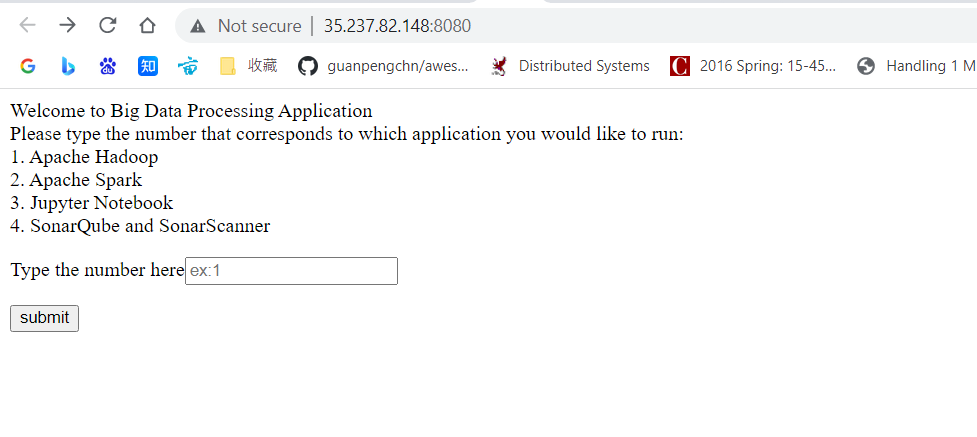 Not secure | 35.237.82.148:8080
知 收藏 guanpengchn/awes... Distributed Systems C 2016 Spring: 15-45... Handling 1 M
Welcome to Big Data Processing Application
Please type the number that corresponds to which application you would like to run:
1. Apache Hadoop
2. Apache Spark
3. Jupyter Notebook
4. SonarQube and SonarScanner
Type the number here ex:1
submit